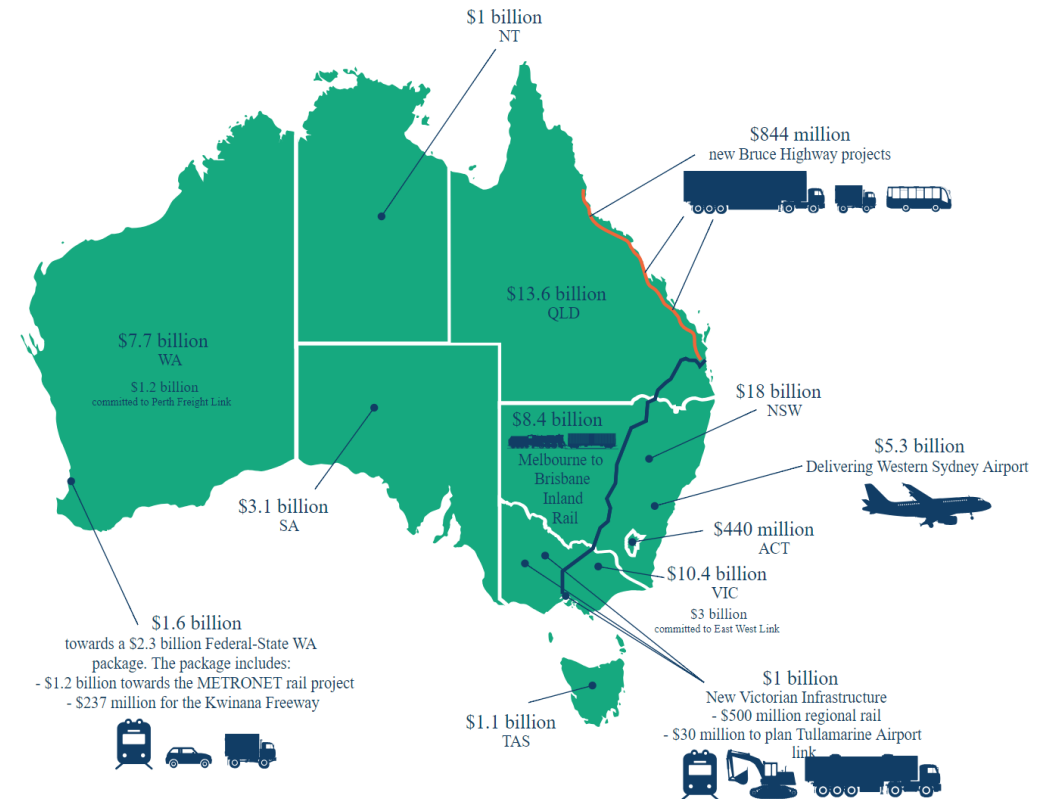 $1 billion
NT
$844 million
new Bruce Highway projects
$13.6 billion
QLD
$7.7 billion
WA
$1.2 billion
committed to Perth Freight Link
$18 billion
NSW
$8.4 billion
Melbourne to
Brisbane
Inland
Rail
$5.3 billion
Delivering Western Sydney Airport
$3.1 billion
SA
$440 million
ACT
$10.4 billion
VIC
$3 billion
committed to East West Link
$1.6 billion
towards a $2.3 billion Federal-State WA
package. The package includes:
- $1.2 billion towards the METRONET rail project
- $237 million for the Kwinana Freeway
$1.1 billion
TAS
$1 billion
New Victorian Infrastructure
- $500 million regional rail
- $30 million to plan Tullamarine Airport
link